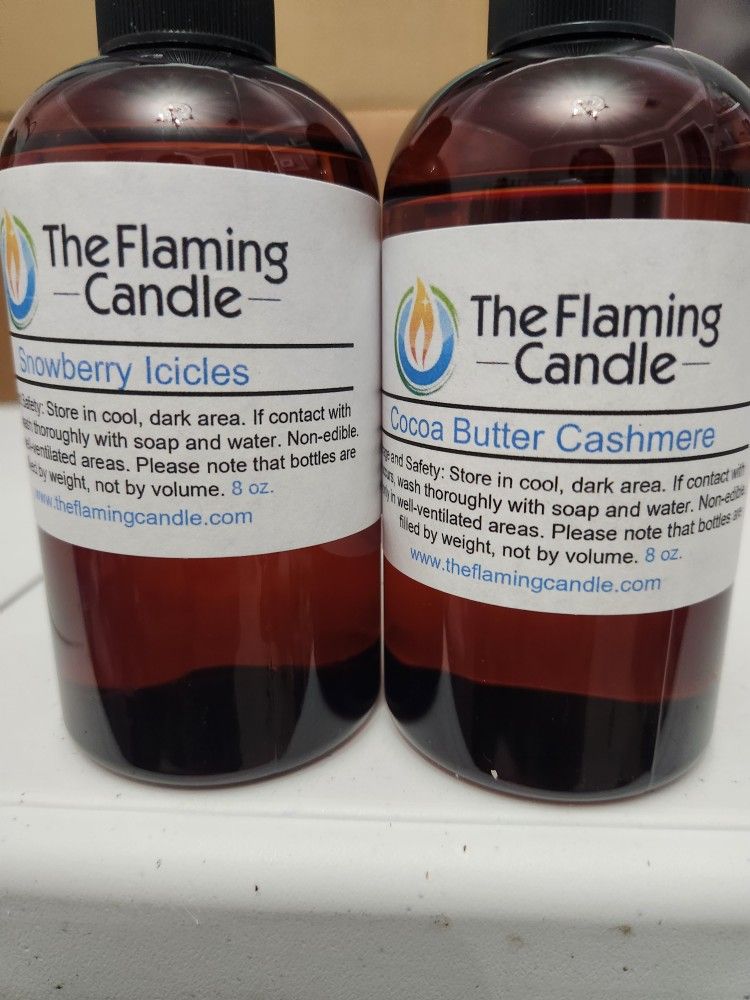 The Flaming
Candle
Snowberry Icicles
Safety: Store in cool, dark area. If contact with
thoroughly with soap and water. Non-edible.
well-ventilated areas. Please note that bottles are
by weight, not by volume. 8 oz.
www.theflamingcandle.com
The Flaming
Candle
Cocoa Butter Cashmere
and Safety: Store in cool, dark area. If contact with
wash thoroughly with soap and water. Non-edible
in well-ventilated areas. Please note that bottles are
filled by weight, not by volume. 8 oz.
www.theflamingcandle.com